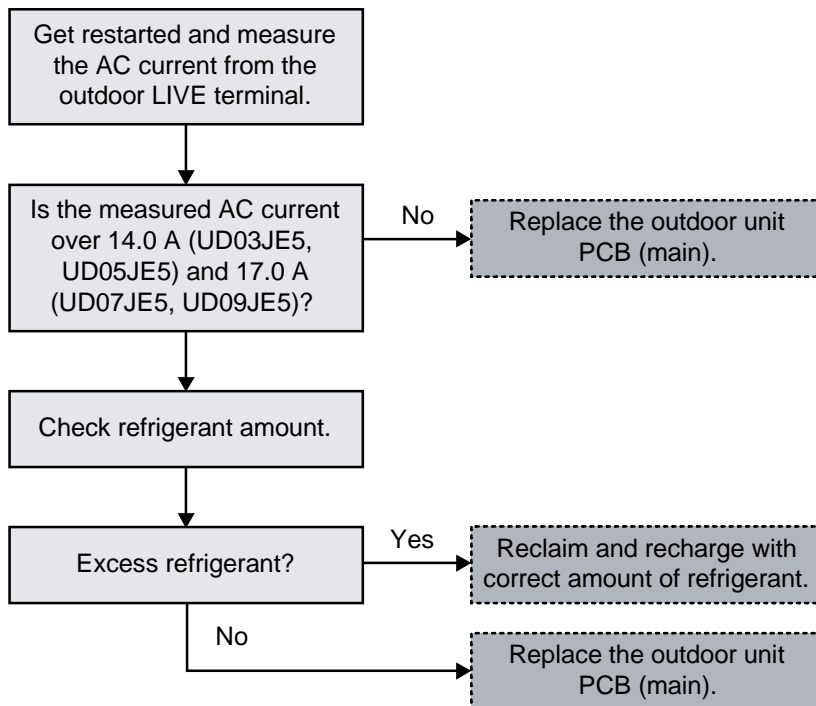 Get restarted and measure
the AC current from the
outdoor LIVE terminal.
Is the measured AC current
over 14.0 A (UD03JE5,
UD05JE5) and 17.0 A
(UD07JE5, UD09JE5)?
No
Replace the outdoor unit
PCB (main).
Check refrigerant amount.
Excess refrigerant?
Yes
Reclaim and recharge with
correct amount of refrigerant.
No
Replace the outdoor unit
PCB (main).